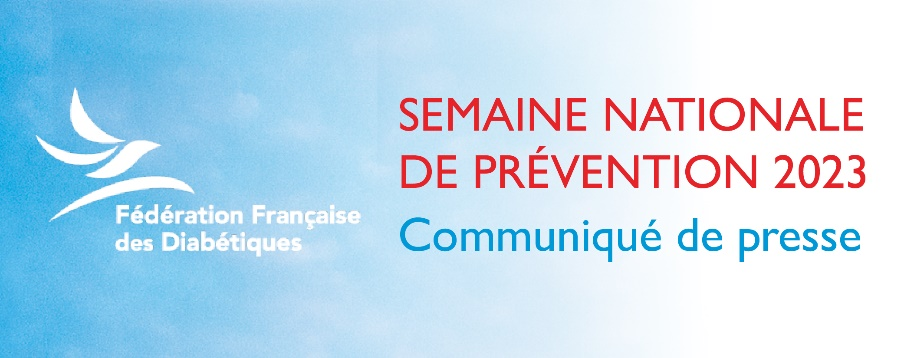 Fédération Française
des Diabétiques
SEMAINE NATIONALE
DE PRÉVENTION 2023
Communiqué de presse